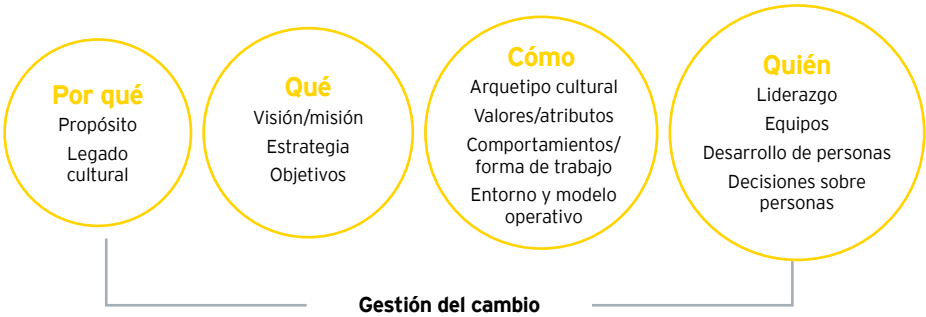 Por qué
Propósito
Legado
cultural
Qué
Visión/misión
Estrategia
Objetivos
Cómo
Arquetipo cultural
Valores/atributos
Comportamientos/
forma de trabajo
Entorno y modelo
operativo
Quién
Liderazgo
Equipos
Desarrollo de personas
Decisiones sobre
personas
Gestión del cambio